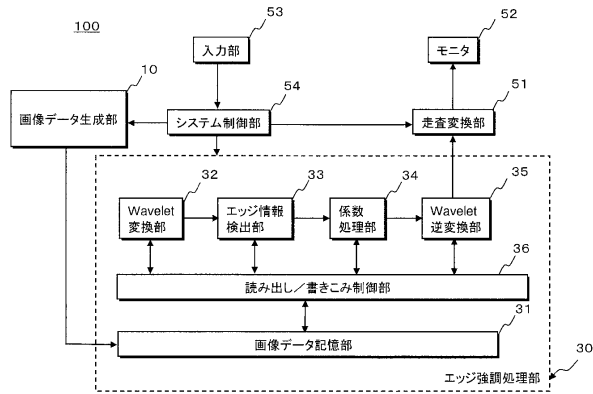 100
53
入力部
52
モニタ
10
画像データ生成部
54
システム制御部
51
走査変換部
32
Wavelet
変換部
33
エッジ情報
検出部
34
係数
処理部
35
Wavelet
逆変換部
36
読み出し／書きこみ制御部
31
画像データ記憶部
エッジ強調処理部
30